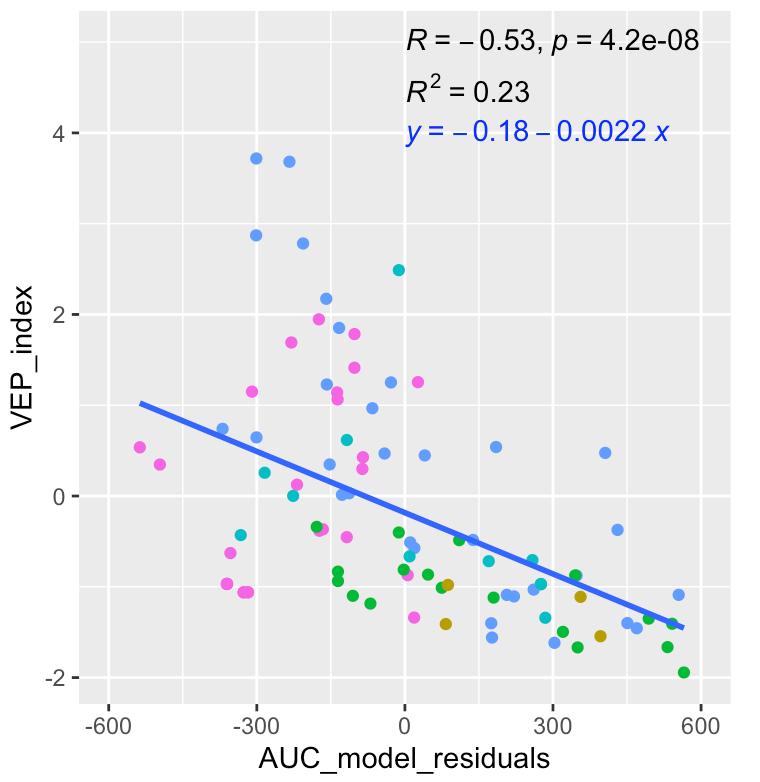 R = −0.53, p = 4.2e-08
R² = 0.23
y = −0.18 − 0.0022 x
4
2
0
-2
VEP_index
-600 -300 0 300 600
AUC_model_residuals